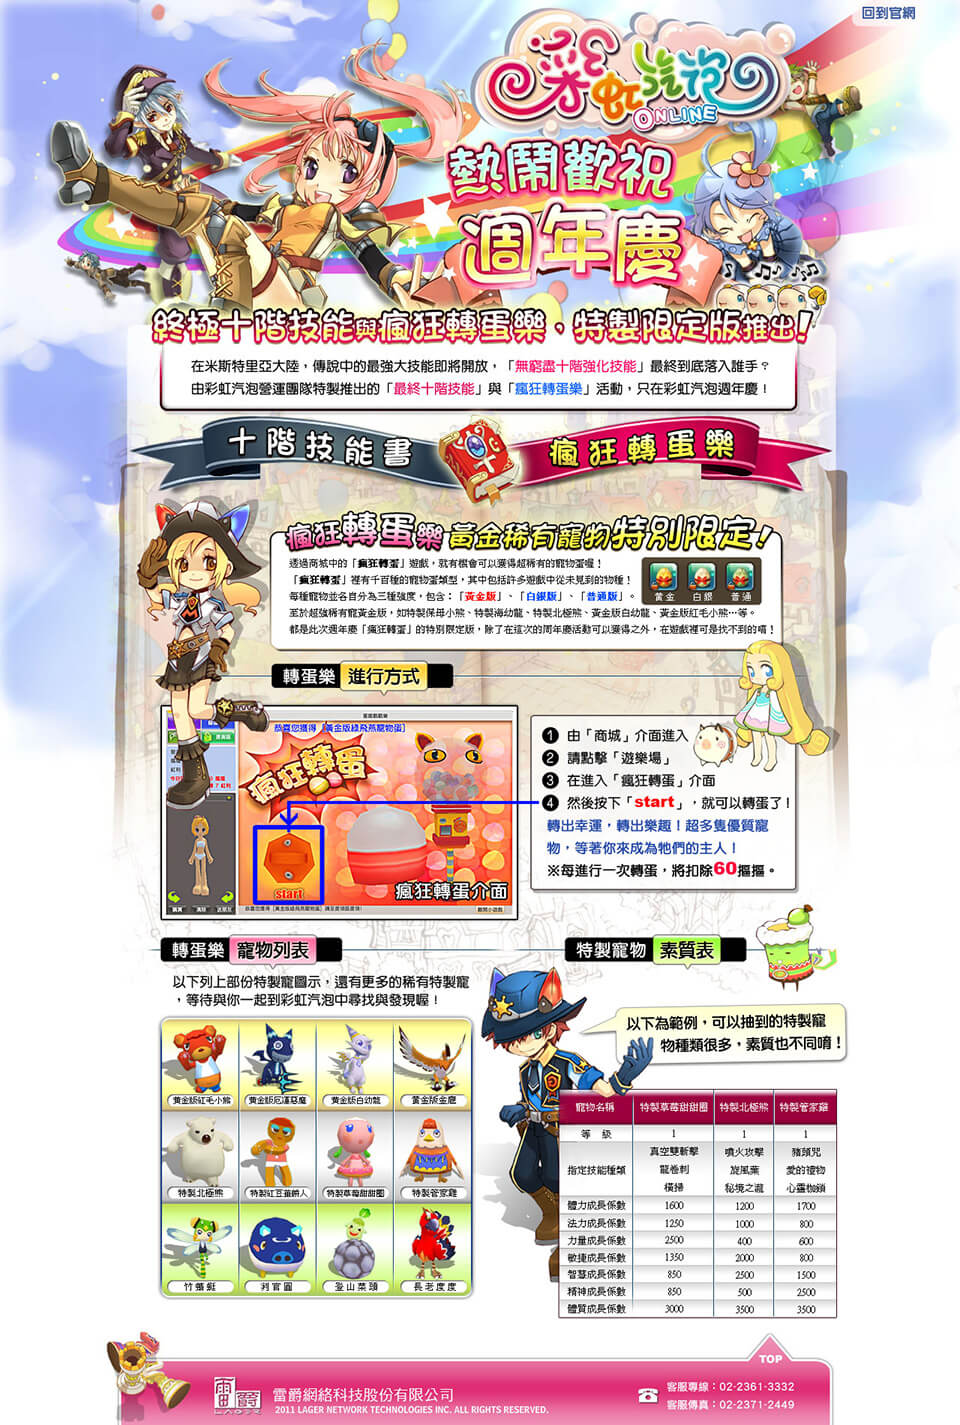 回到官網
彩虹汽泡
ONLINE
熱鬧歡祝
週年慶
終極十階技能與瘋狂轉蛋樂，特製限定版推出!
在米斯特里亞大陸，傳說中的最強大技能即將開放，「無窮盡十階強化技能」最終到底落入誰手？
由彩虹汽泡營運團隊特製推出的「最終十階技能」與「瘋狂轉蛋樂」活動，只在彩虹汽泡週年慶！
十階技能書
瘋狂轉蛋樂
瘋狂轉蛋樂 黃金稀有寵物特別限定!
透過商城中的「瘋狂轉蛋」遊戲，就有機會可以獲得超稀有的寵物蛋喔！
「瘋狂轉蛋」裡有千百種的寵物蛋類型，其中包括許多遊戲中從未見到的物種！
每種寵物並各自分為三種強度，包含：「黃金版」、「白銀版」、「普通版」。
黃金 白銀 普通
至於超強稀有寵黃金版，如特製保母小熊、特製海幼龍、特製北極熊、黃金版白幼龍、黃金版紅毛小熊…等。
都是此次週年慶「瘋狂轉蛋」的特別限定版，除了在這次的周年慶活動可以獲得之外，在遊戲裡可是找不到的唷！
轉蛋樂 進行方式
恭喜您獲得 [黃金版綠飛燕寵物蛋]
瘋狂轉蛋
start
瘋狂轉蛋介面
1 由「商城」介面進入
2 請點擊「遊樂場」
3 在進入「瘋狂轉蛋」介面
4 然後按下「start」，就可以轉蛋了！
轉出幸運，轉出樂趣！超多隻優質寵
物，等著你來成為牠們的主人！
※每進行一次轉蛋，將扣除60摳摳。
轉蛋樂 寵物列表
以下列上部份特製寵圖示，還有更多的稀有特製寵
，等待與你一起到彩虹汽泡中尋找與發現喔！
黃金版紅毛小熊 黃金版厄運惡魔 黃金版白幼龍 黃金版金鷹
特製北極熊 特製紅豆薑餅人 特製草莓甜甜圈 特製管家雞
竹蜻蜓 判官圓 登山菜頭 長老度度
特製寵物 素質表
以下為範例，可以抽到的特製寵
物種類很多，素質也不同唷！
寵物名稱 特製草莓甜甜圈 特製北極熊 特製管家雞
等 級 1 1 1
指定技能種類 真空雙斬擊 噴火攻擊 豬頭咒
龍卷刺 旋風葉 愛的禮物
橫掃 秘境之瀧 心靈枷鎖
體力成長係數 1600 1200 1700
法力成長係數 1250 1000 800
力量成長係數 2500 400 600
敏捷成長係數 1350 2000 800
智慧成長係數 850 2500 1500
精神成長係數 850 500 2500
體質成長係數 3000 3500 3500
TOP
雷爵
LAGER
雷爵網絡科技股份有限公司
2011 LAGER NETWORK TECHNOLOGIES INC. ALL RIGHTS RESERVED.
客服專線：02-2361-3332
客服傳真：02-2371-2449